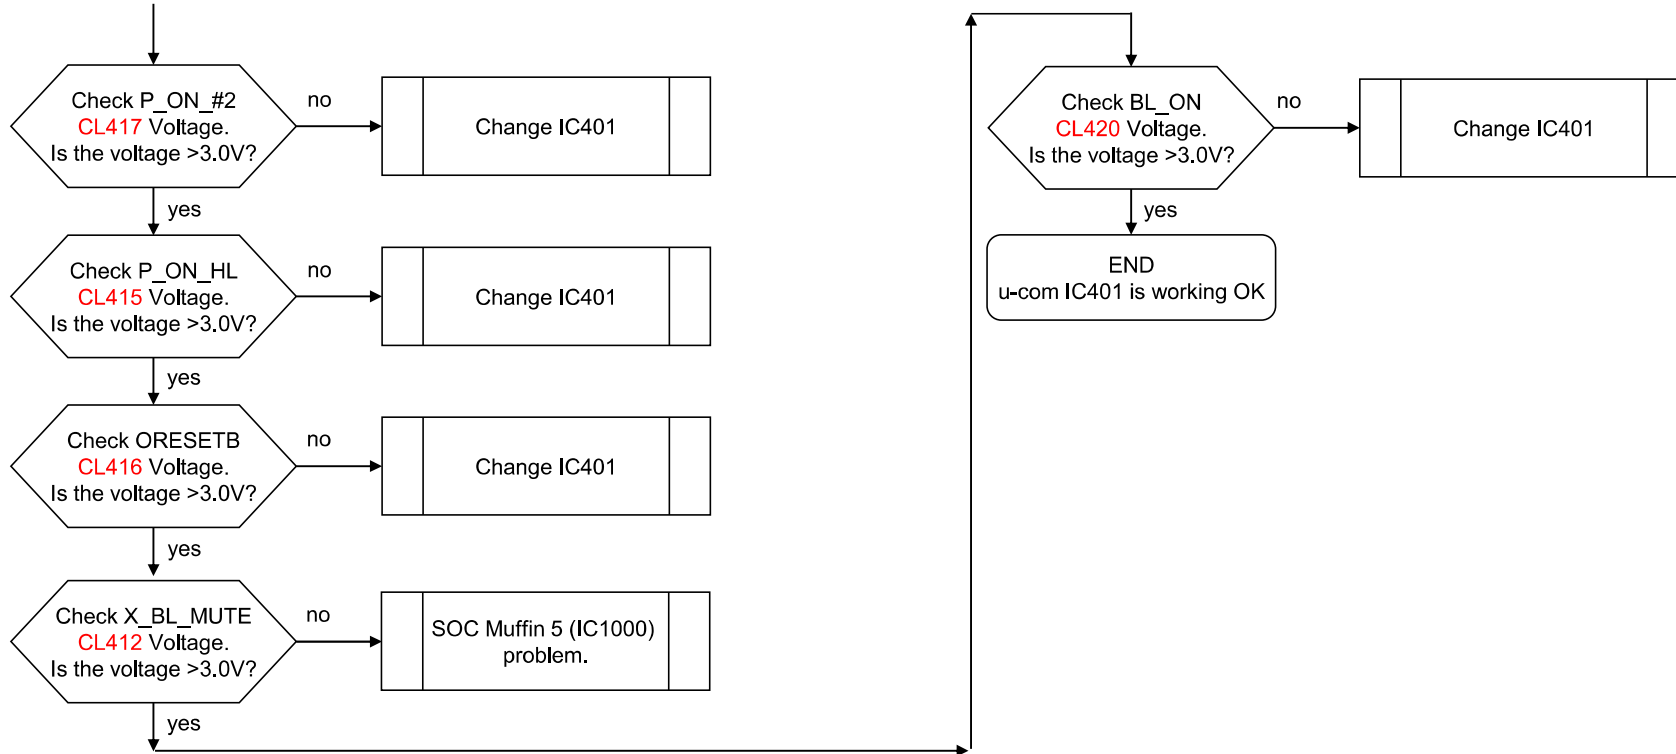 Check P_ON_#2
CL417 Voltage.
Is the voltage >3.0V?
no
Change IC401
yes
Check P_ON_HL
CL415 Voltage.
Is the voltage >3.0V?
no
Change IC401
yes
Check ORESETB
CL416 Voltage.
Is the voltage >3.0V?
no
Change IC401
yes
Check X_BL_MUTE
CL412 Voltage.
Is the voltage >3.0V?
no
SOC Muffin 5 (IC1000)
problem.
yes
Check BL_ON
CL420 Voltage.
Is the voltage >3.0V?
no
Change IC401
yes
END
u-com IC401 is working OK